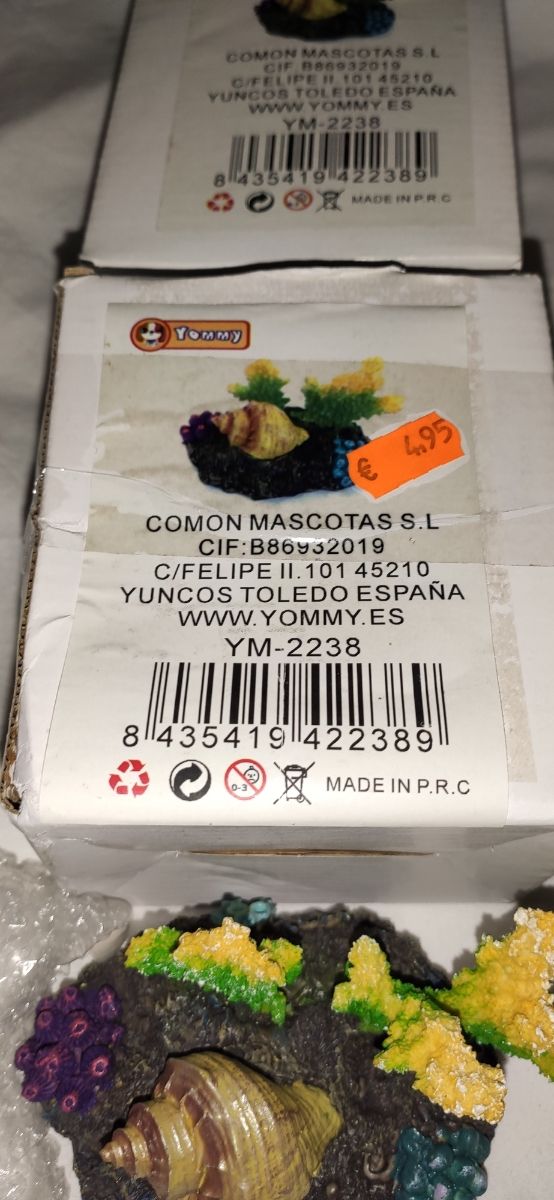 COMON MASCOTAS S.L
CIF.B86932019
C/FELIPE II.101 45210
YUNCOS TOLEDO ESPAÑA
WWW.YOMMY.ES
YM-2238
8 435419 422389
MADE IN P.R.C
Yommy
€ 4,95
COMON MASCOTAS S.L
CIF:B86932019
C/FELIPE II.101 45210
YUNCOS TOLEDO ESPAÑA
WWW.YOMMY.ES
YM-2238
8 435419 422389
0-3
MADE IN P.R.C